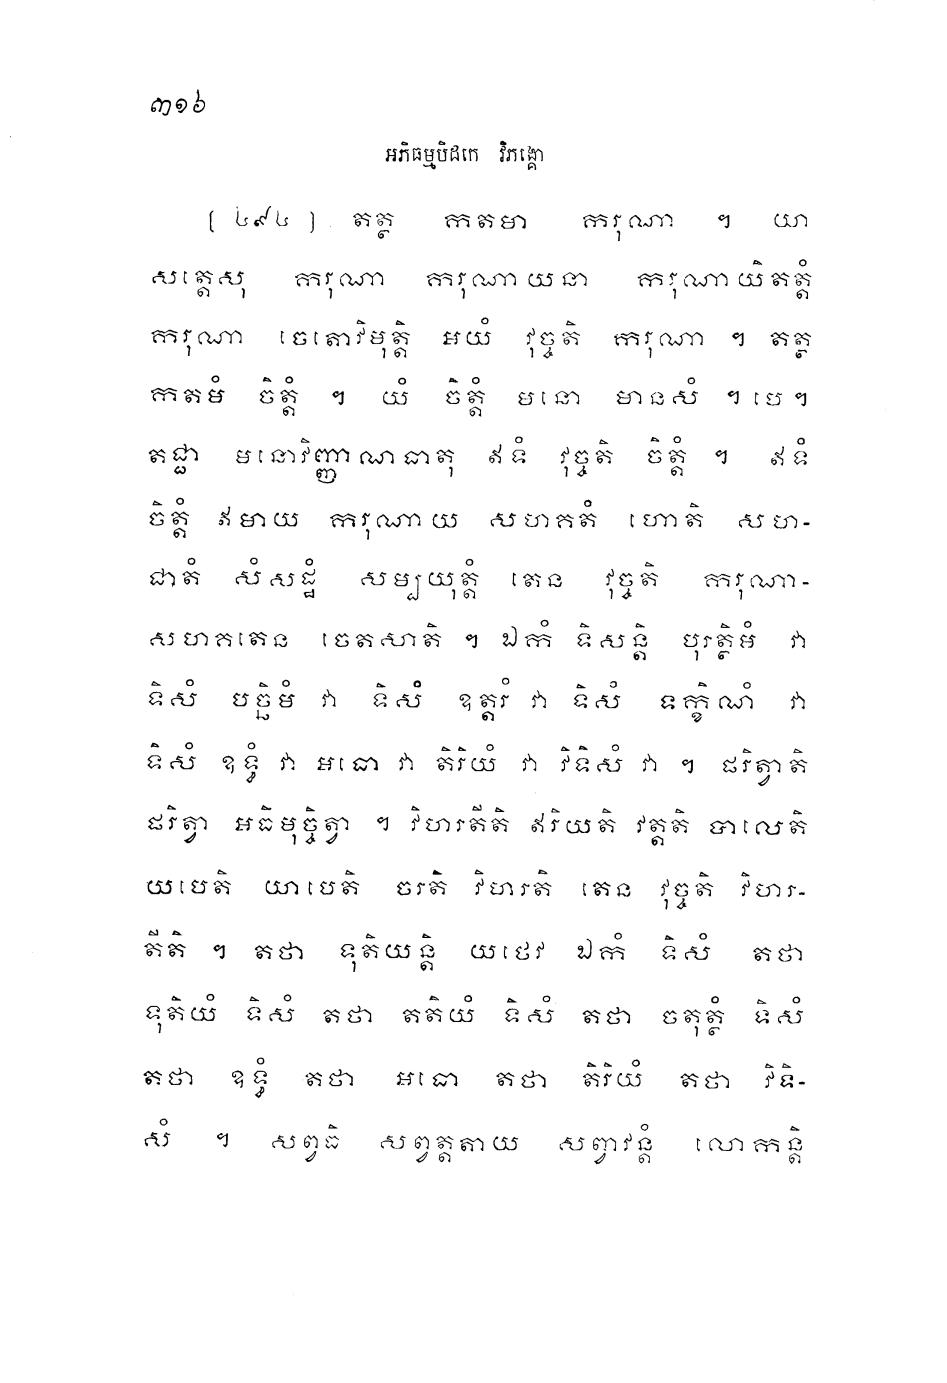 ៣១៦
អភិធម្មបិដកេ វិភង្គោ
[ ៤៩៤ ] តត្ថ កតមា ករុណា ។ យា
សត្តេសុ ករុណា ករុណាយនា ករុណាយិតត្តំ
ករុណា ចេតោវិមុត្តិ អយំ វុច្ចតិ ករុណា ។ តត្ថ
កតមំ ចិត្តំ ។ យំ ចិត្តំ មនោ មានសំ ។ បេ ។
តជ្ជា មនោវិញ្ញាណធាតុ ឥទំ វុច្ចតិ ចិត្តំ ។ ឥទំ
ចិត្តំ ឥមាយ ករុណាយ សហគតំ ហោតិ សហ-
ជាតំ សំសដ្ឋំ សម្បយុត្តំ តេន វុច្ចតិ ករុណា-
សហគតេន ចេតសាតិ ។ ឯកំ ទិសន្តិ បុរត្ថិមំ វា
ទិសំ បច្ឆិមំ វា ទិសំ ឧត្តរំ វា ទិសំ ទក្ខិណំ វា
ទិសំ ឧទ្ធំ វា អធោ វា តិរិយំ វា វិទិសំ វា ។ ផរិត្វាតិ
ផរិត្វា អធិមុច្ចិត្វា ។ វិហរតីតិ ឥរិយតិ វត្តតិ បាលេតិ
យបេតិ យាបេតិ ចរតិ វិហរតិ តេន វុច្ចតិ វិហរ-
តីតិ ។ តថា ទុតិយន្តិ យថេវ ឯកំ ទិសំ តថា
ទុតិយំ ទិសំ តថា តតិយំ ទិសំ តថា ចតុត្ថំ ទិសំ
តថា ឧទ្ធំ តថា អធោ តថា តិរិយំ តថា វិទិ-
សំ ។ សព្វធិ សព្វត្តតាយ សព្វាវន្តំ លោកន្តិ